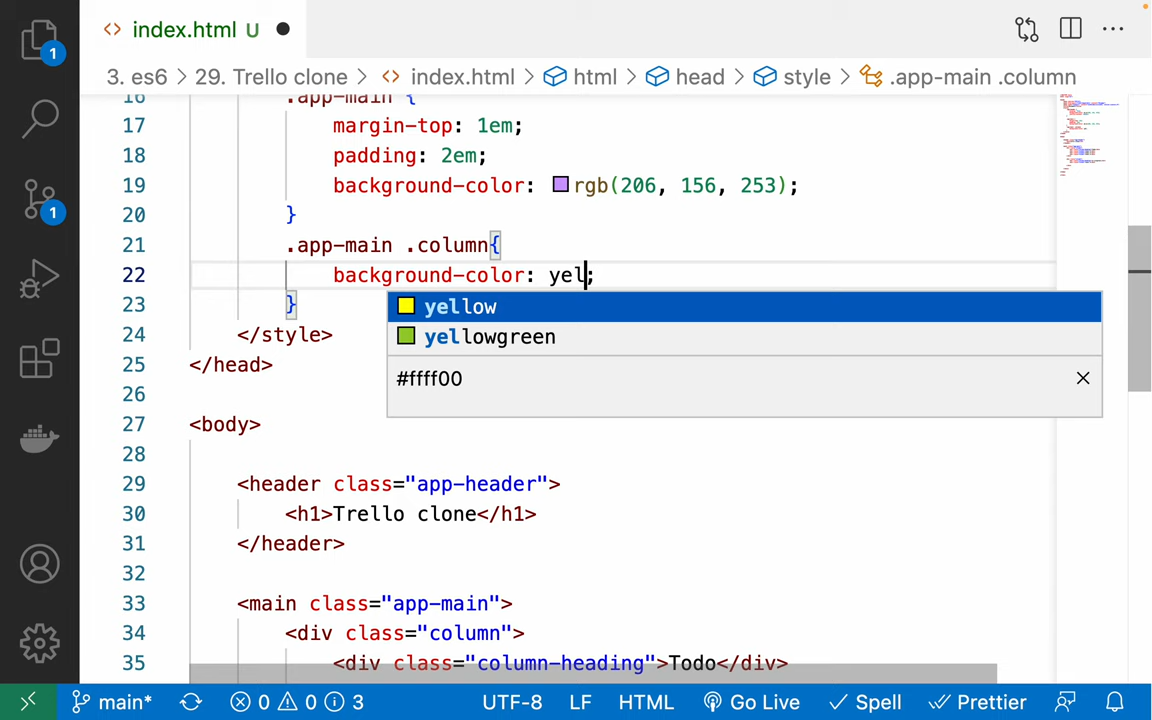 index.html U
3. es6 > 29. Trello clone > index.html > html > head > style > .app-main .column
16 .app-main {
17 margin-top: 1em;
18 padding: 2em;
19 background-color: rgb(206, 156, 253);
20 }
21 .app-main .column{
22 background-color: yel;
23 }
yellow
yellowgreen
#ffff00
24 </style>
25 </head>
26
27 <body>
28
29 <header class="app-header">
30 <h1>Trello clone</h1>
31 </header>
32
33 <main class="app-main">
34 <div class="column">
35 <div class="column-heading">Todo</div>
1
1
main* 0 0 3 UTF-8 LF HTML Go Live Spell Prettier